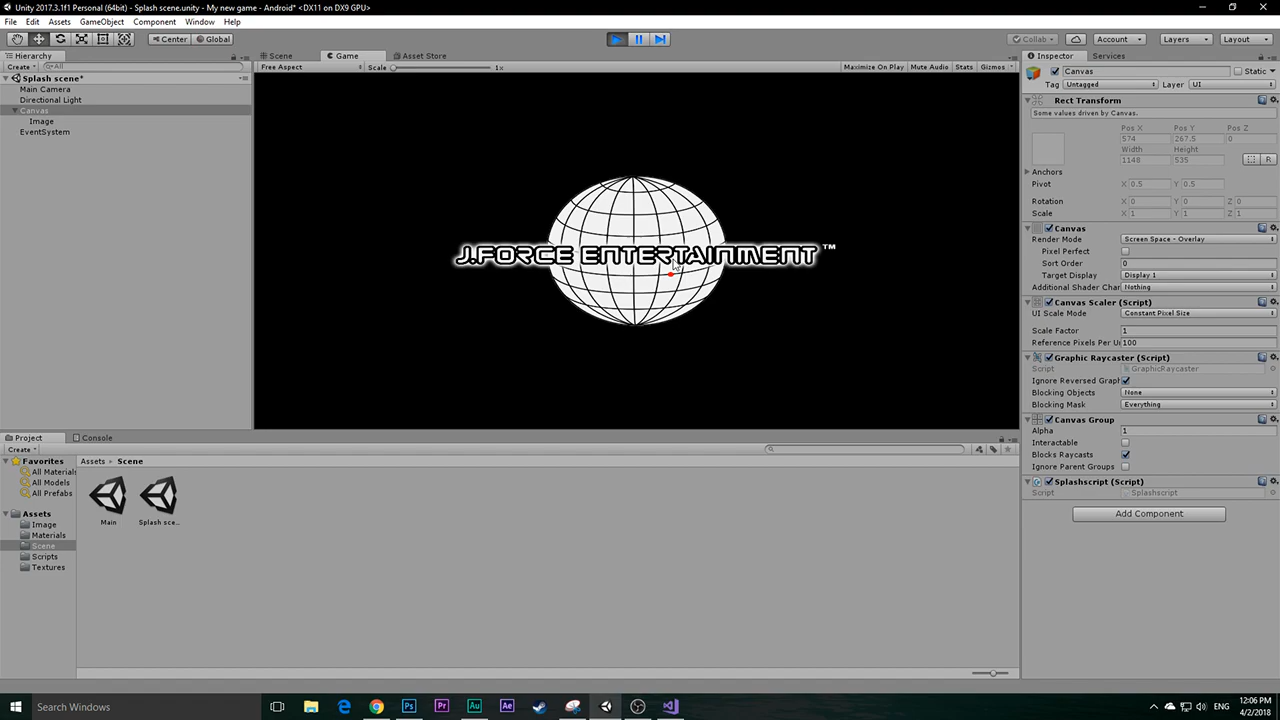 Unity 2017.3.1f1 Personal (64bit) - Splash scene.unity - My new game - Android* <DX11 on DX9 GPU>
File Edit Assets GameObject Component Window Help
Center Global Collab Account Layers Layout
Hierarchy
Create All
Splash scene*
Main Camera
Directional Light
Canvas
Image
EventSystem
Scene Game Asset Store
Free Aspect Scale 1x Maximize On Play Mute Audio Stats Gizmos
J.FORCE ENTERTAINMENT ™
Inspector Services
Canvas Static
Tag Untagged Layer UI
Rect Transform
Some values driven by Canvas.
Pos X Pos Y Pos Z
574 267.5 0
Width Height
1148 535
R
Anchors
Pivot X 0.5 Y 0.5
Rotation X 0 Y 0 Z 0
Scale X 1 Y 1 Z 1
Canvas
Render Mode Screen Space - Overlay
Pixel Perfect
Sort Order 0
Target Display Display 1
Additional Shader Char Nothing
Canvas Scaler (Script)
UI Scale Mode Constant Pixel Size
Scale Factor 1
Reference Pixels Per U 100
Graphic Raycaster (Script)
Script GraphicRaycaster
Ignore Reversed Graph
Blocking Objects None
Blocking Mask Everything
Canvas Group
Alpha 1
Interactable
Blocks Raycasts
Ignore Parent Groups
Splashscript (Script)
Script Splashscript
Add Component
Project Console
Create
Favorites
All Materials
All Models
All Prefabs
Assets
Image
Materials
Scene
Scripts
Textures
Assets Scene
Main Splash sce...
Search Windows
ENG
12:06 PM
4/2/2018